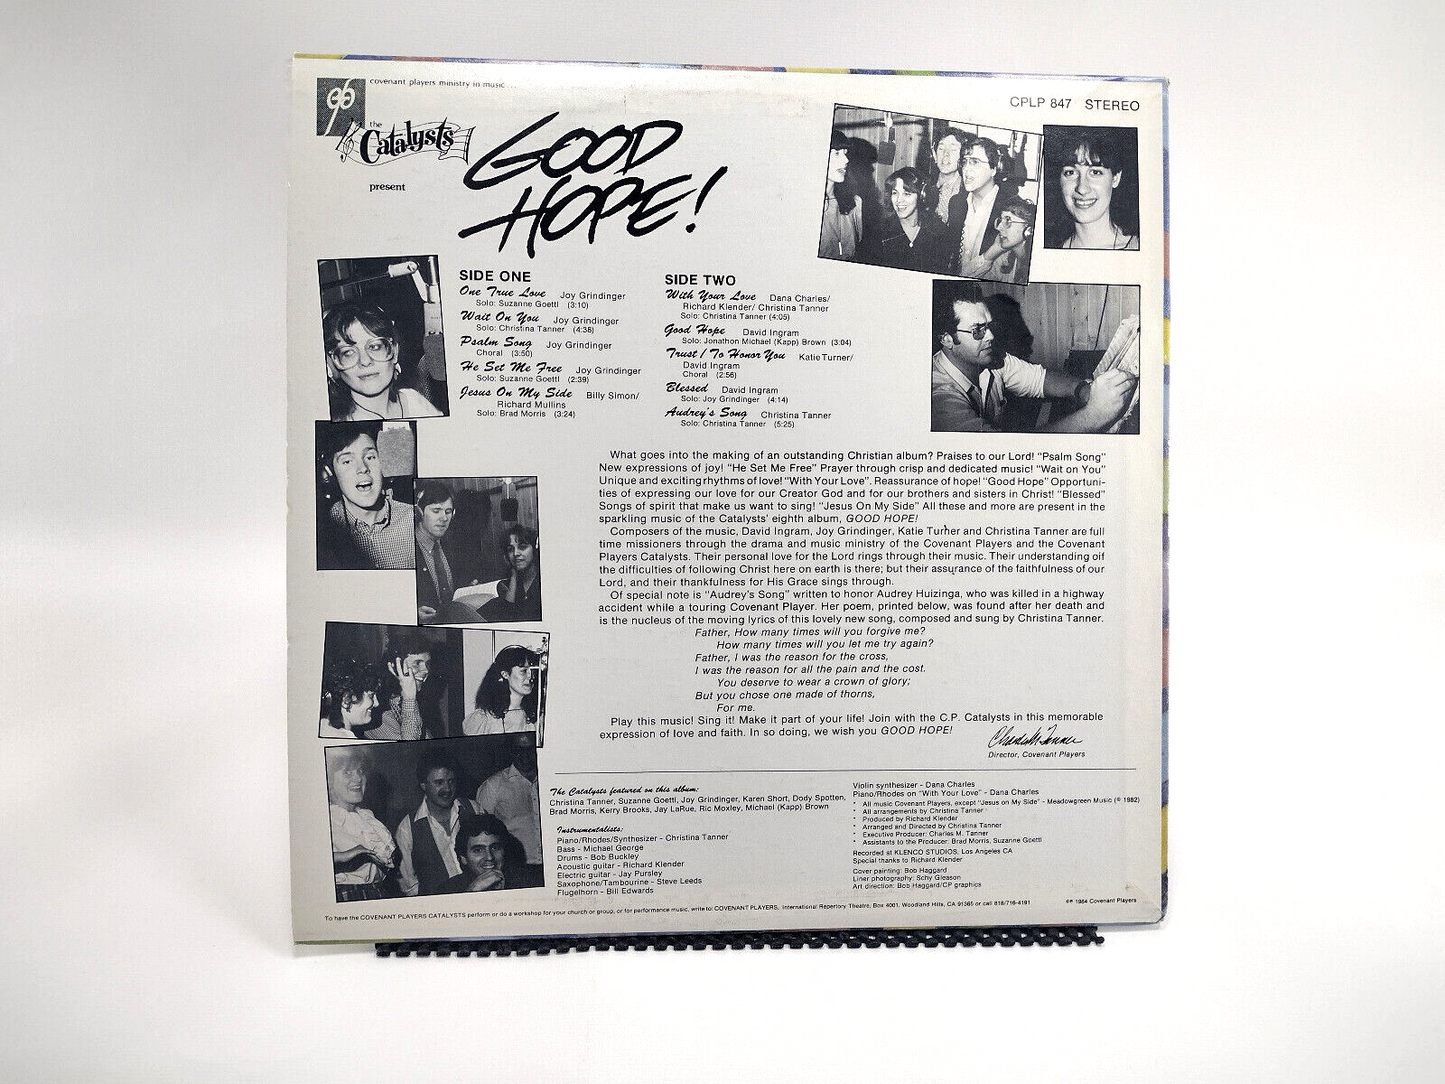 covenant players ministry in music...
CPLP 847 STEREO
the
Catalysts
present
GOOD
HOPE!
SIDE ONE
One True Love Joy Grindinger
Solo: Suzanne Goettl (3:10)
Wait On You Joy Grindinger
Solo: Christina Tanner (4:38)
Psalm Song Joy Grindinger
Choral (3:50)
He Set Me Free Joy Grindinger
Solo: Suzanne Goettl (2:39)
Jesus On My Side Billy Simon/
Richard Mullins
Solo: Brad Morris (3:24)
SIDE TWO
With Your Love Dana Charles/
Richard Klender/ Christina Tanner
Solo: Christina Tanner (4:05)
Good Hope David Ingram
Solo: Jonathon Michael (Kapp) Brown (3:04)
Trust / To Honor You Katie Turner/
David Ingram
Choral (2:56)
Blessed David Ingram
Solo: Joy Grindinger (4:14)
Audrey's Song Christina Tanner
Solo: Christina Tanner (5:25)
What goes into the making of an outstanding Christian album? Praises to our Lord! "Psalm Song"
New expressions of joy! "He Set Me Free" Prayer through crisp and dedicated music! "Wait on You"
Unique and exciting rhythms of love! "With Your Love". Reassurance of hope! "Good Hope" Opportuni-
ties of expressing our love for our Creator God and for our brothers and sisters in Christ! "Blessed"
Songs of spirit that make us want to sing! "Jesus On My Side" All these and more are present in the
sparkling music of the Catalysts' eighth album, GOOD HOPE!
Composers of the music, David Ingram, Joy Grindinger, Katie Turner and Christina Tanner are full
time missioners through the drama and music ministry of the Covenant Players and the Covenant
Players Catalysts. Their personal love for the Lord rings through their music. Their understanding oif
the difficulties of following Christ here on earth is there; but their assurance of the faithfulness of our
Lord, and their thankfulness for His Grace sings through.
Of special note is "Audrey's Song" written to honor Audrey Huizinga, who was killed in a highway
accident while a touring Covenant Player. Her poem, printed below, was found after her death and
is the nucleus of the moving lyrics of this lovely new song, composed and sung by Christina Tanner.
Father, How many times will you forgive me?
How many times will you let me try again?
Father, I was the reason for the cross,
I was the reason for all the pain and the cost.
You deserve to wear a crown of glory;
But you chose one made of thorns,
For me.
Play this music! Sing it! Make it part of your life! Join with the C.P. Catalysts in this memorable
expression of love and faith. In so doing, we wish you GOOD HOPE!
Charles M. Tanner
Director, Covenant Players
The Catalysts featured on this album:
Christina Tanner, Suzanne Goettl, Joy Grindinger, Karen Short, Dody Spotten,
Brad Morris, Kerry Brooks, Jay LaRue, Ric Moxley, Michael (Kapp) Brown
Instrumentalists:
Piano/Rhodes/Synthesizer - Christina Tanner
Bass - Michael George
Drums - Bob Buckley
Acoustic guitar - Richard Klender
Electric guitar - Jay Pursley
Saxophone/Tambourine - Steve Leeds
Flugelhorn - Bill Edwards
Violin synthesizer - Dana Charles
Piano/Rhodes on "With Your Love" - Dana Charles
* All music Covenant Players, except "Jesus on My Side" - Meadowgreen Music (℗ 1982)
* All arrangements by Christina Tanner
* Produced by Richard Klender
* Arranged and Directed by Christina Tanner
* Executive Producer: Charles M. Tanner
* Assistants to the Producer: Brad Morris, Suzanne Goettl
Recorded at KLENCO STUDIOS, Los Angeles CA
Special thanks to Richard Klender
Cover painting: Bob Haggard
Liner photography: Schy Gleason
Art direction: Bob Haggard/CP graphics
To have the COVENANT PLAYERS CATALYSTS perform or do a workshop for your church or group, or for performance music, write to: COVENANT PLAYERS, International Repertory Theatre, Box 4001, Woodland Hills, CA 91365 or call 818/716-4191
©℗ 1984 Covenant Players